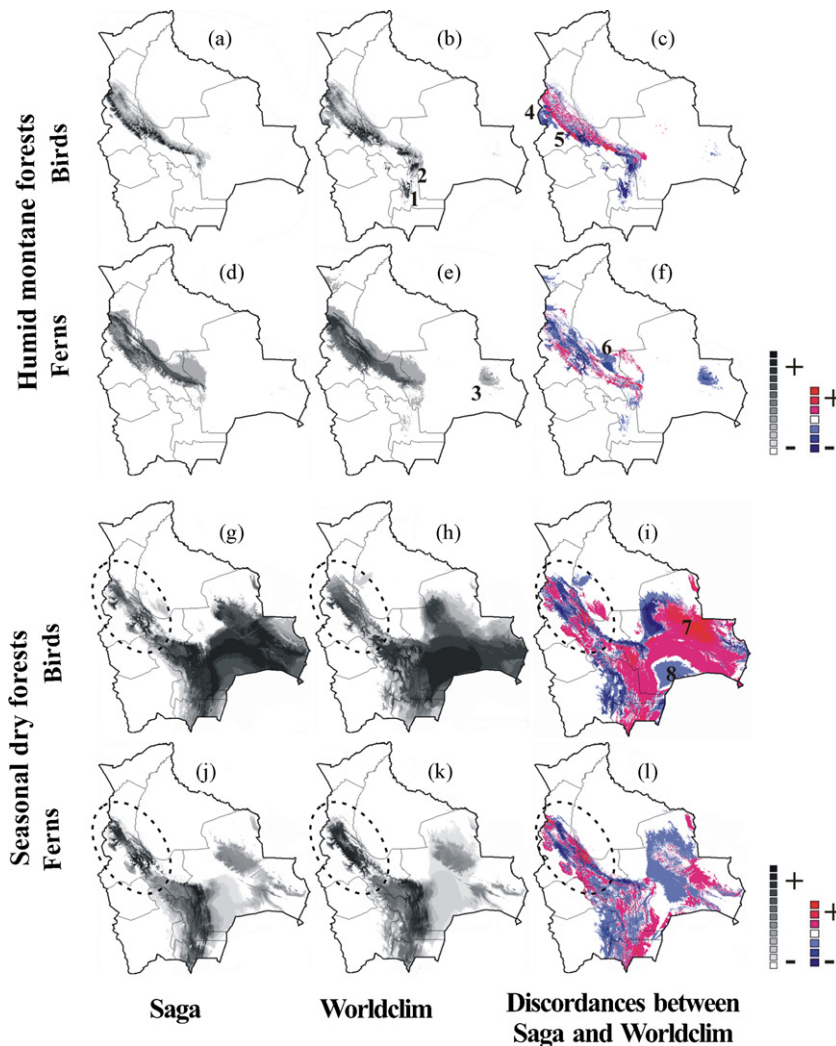 (a)
(b)
(c)
4
5
2
1
(d)
(e)
(f)
6
3
+
+
-
-
Humid montane forests
Birds
Ferns
(g)
(h)
(i)
7
8
(j)
(k)
(l)
+
+
-
-
Seasonal dry forests
Birds
Ferns
Saga
Worldclim
Discordances between
Saga and Worldclim